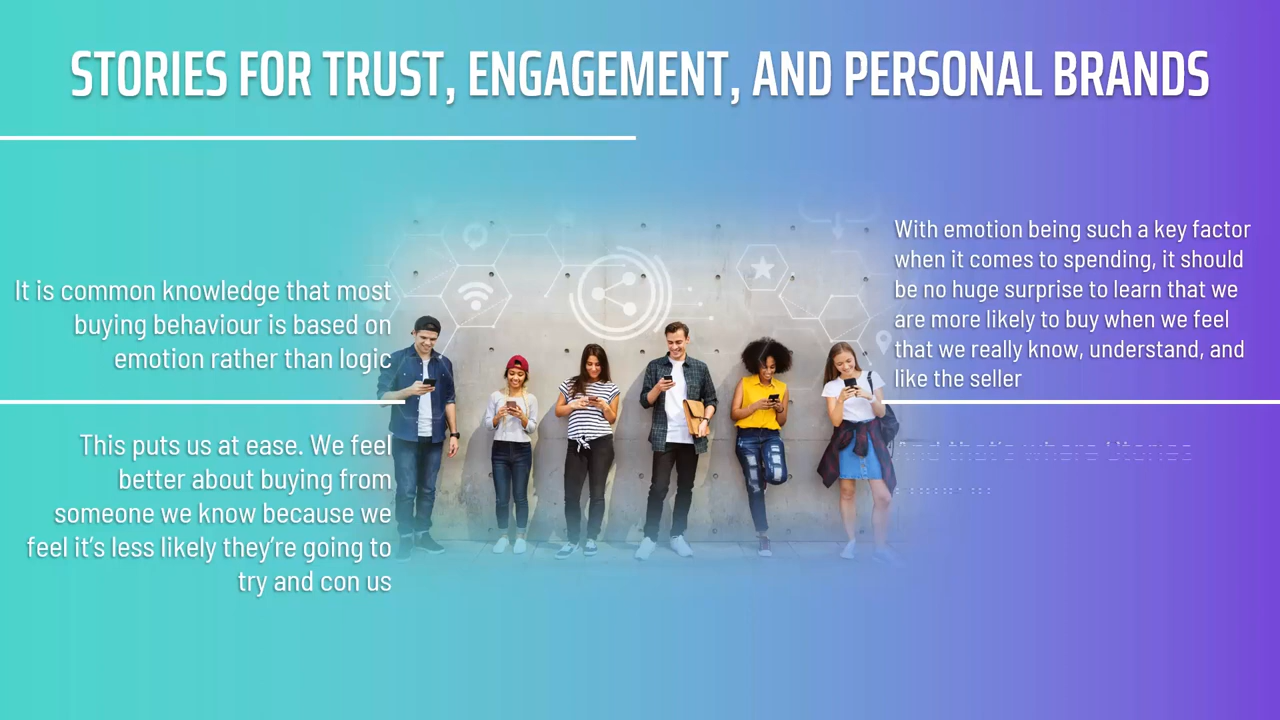 STORIES FOR TRUST, ENGAGEMENT, AND PERSONAL BRANDS
It is common knowledge that most
buying behaviour is based on
emotion rather than logic
With emotion being such a key factor
when it comes to spending, it should
be no huge surprise to learn that we
are more likely to buy when we feel
that we really know, understand, and
like the seller
This puts us at ease. We feel
better about buying from
someone we know because we
feel it’s less likely they’re going to
try and con us